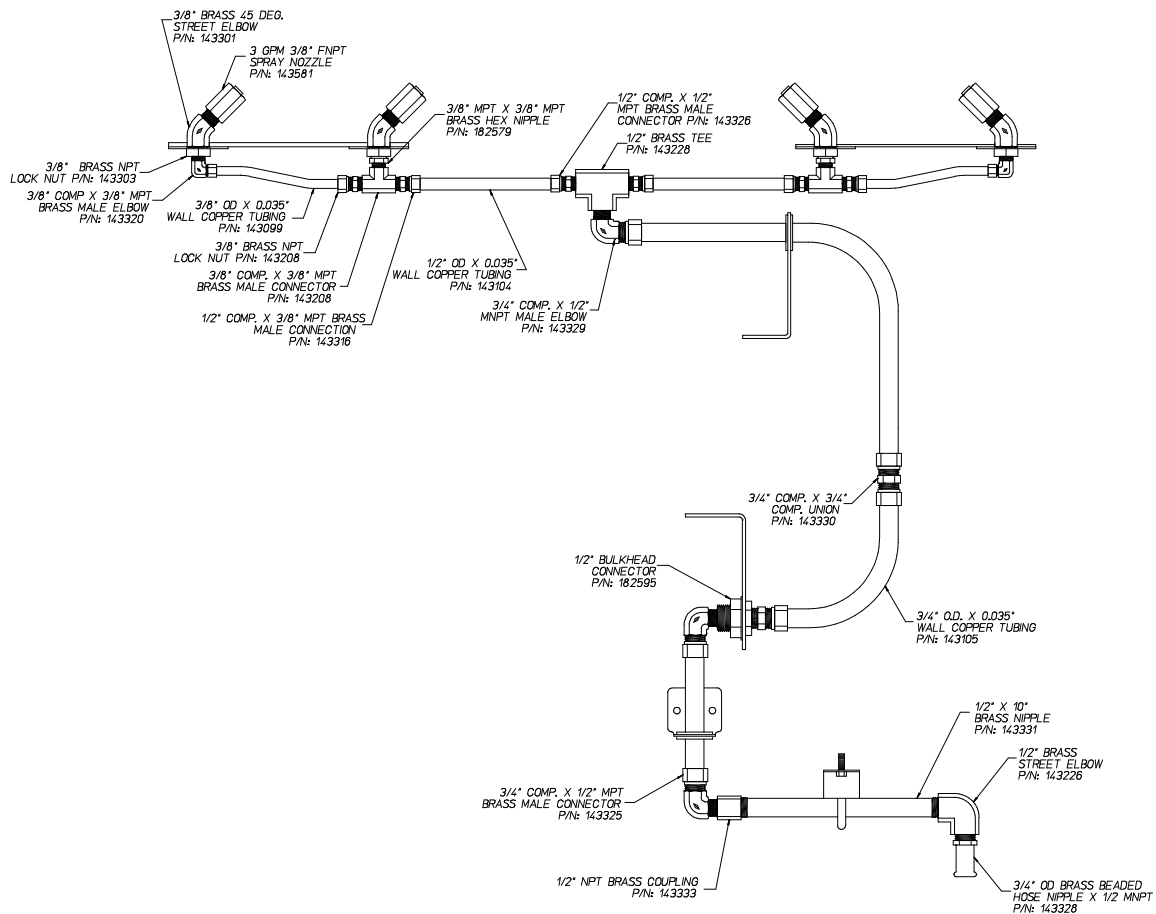 3/8" BRASS 45 DEG.
STREET ELBOW
P/N: 143301
3 GPM 3/8" FNPT
SPRAY NOZZLE
P/N: 143581
3/8" MPT X 3/8" MPT
BRASS HEX NIPPLE
P/N: 182579
1/2" COMP. X 1/2"
MPT BRASS MALE
CONNECTOR P/N: 143326
1/2" BRASS TEE
P/N: 143228
3/8" BRASS NPT
LOCK NUT P/N: 143303
3/8" COMP X 3/8" MPT
BRASS MALE ELBOW
P/N: 143320
3/8" OD X 0.035"
WALL COPPER TUBING
P/N: 143099
3/8" BRASS NPT
LOCK NUT P/N: 143208
3/8" COMP. X 3/8" MPT
BRASS MALE CONNECTOR
P/N: 143208
1/2" COMP. X 3/8" MPT BRASS
MALE CONNECTION
P/N: 143316
1/2" OD X 0.035"
WALL COPPER TUBING
P/N: 143104
3/4" COMP. X 1/2"
MNPT MALE ELBOW
P/N: 143329
3/4" COMP. X 3/4"
COMP. UNION
P/N: 143330
1/2" BULKHEAD
CONNECTOR
P/N: 182595
3/4" O.D. X 0.035"
WALL COPPER TUBING
P/N: 143105
1/2" X 10"
BRASS NIPPLE
P/N: 143331
1/2" BRASS
STREET ELBOW
P/N: 143226
3/4" COMP. X 1/2" MPT
BRASS MALE CONNECTOR
P/N: 143325
1/2" NPT BRASS COUPLING
P/N: 143333
3/4" OD BRASS BEADED
HOSE NIPPLE X 1/2 MNPT
P/N: 143328